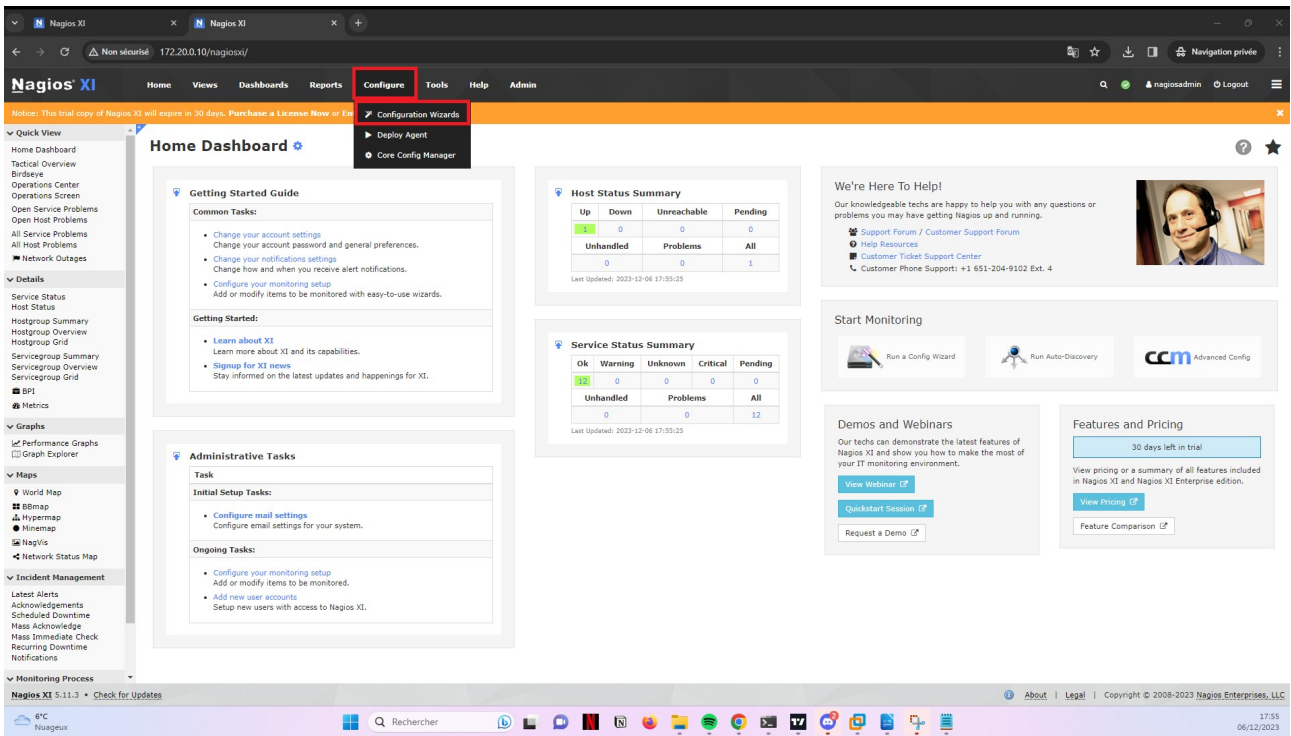 Nagios XI
Nagios XI
Non sécurisé 172.20.0.10/nagiosxi/
Navigation privée
Nagios® XI Home Views Dashboards Reports Configure Tools Help Admin nagiosadmin Logout
Notice: This trial copy of Nagios XI will expire in 30 days. Purchase a License Now or
Configuration Wizards
Deploy Agent
Core Config Manager
Quick View
Home Dashboard
Tactical Overview
Birdseye
Operations Center
Operations Screen
Open Service Problems
Open Host Problems
All Service Problems
All Host Problems
Network Outages
Details
Service Status
Host Status
Hostgroup Summary
Hostgroup Overview
Hostgroup Grid
Servicegroup Summary
Servicegroup Overview
Servicegroup Grid
BPI
Metrics
Graphs
Performance Graphs
Graph Explorer
Maps
World Map
BBmap
Hypermap
Minemap
NagVis
Network Status Map
Incident Management
Latest Alerts
Acknowledgements
Scheduled Downtime
Mass Acknowledge
Mass Immediate Check
Recurring Downtime
Notifications
Monitoring Process
Home Dashboard
Getting Started Guide
Common Tasks:
Change your account settings
Change your account password and general preferences.
Change your notifications settings
Change how and when you receive alert notifications.
Configure your monitoring setup
Add or modify items to be monitored with easy-to-use wizards.
Getting Started:
Learn about XI
Learn more about XI and its capabilities.
Signup for XI news
Stay informed on the latest updates and happenings for XI.
Administrative Tasks
Task
Initial Setup Tasks:
Configure mail settings
Configure email settings for your system.
Ongoing Tasks:
Configure your monitoring setup
Add or modify items to be monitored.
Add new user accounts
Setup new users with access to Nagios XI.
Host Status Summary
Up Down Unreachable Pending
1 0 0 0
Unhandled Problems All
0 0 1
Last Updated: 2023-12-06 17:55:25
Service Status Summary
Ok Warning Unknown Critical Pending
12 0 0 0 0
Unhandled Problems All
0 0 12
Last Updated: 2023-12-06 17:55:25
We're Here To Help!
Our knowledgeable techs are happy to help you with any questions or
problems you may have getting Nagios up and running.
Support Forum / Customer Support Forum
Help Resources
Customer Ticket Support Center
Customer Phone Support: +1 651-204-9102 Ext. 4
Start Monitoring
Run a Config Wizard
Run Auto-Discovery
ccm Advanced Config
Demos and Webinars
Our techs can demonstrate the latest features of
Nagios XI and show you how to make the most of
your IT monitoring environment.
View Webinar
Quickstart Session
Request a Demo
Features and Pricing
30 days left in trial
View pricing or a summary of all features included
in Nagios XI and Nagios XI Enterprise edition.
View Pricing
Feature Comparison
Nagios XI 5.11.3 • Check for Updates
About | Legal | Copyright © 2008-2023 Nagios Enterprises, LLC
6°C
Nuageux
Rechercher
17:55
06/12/2023